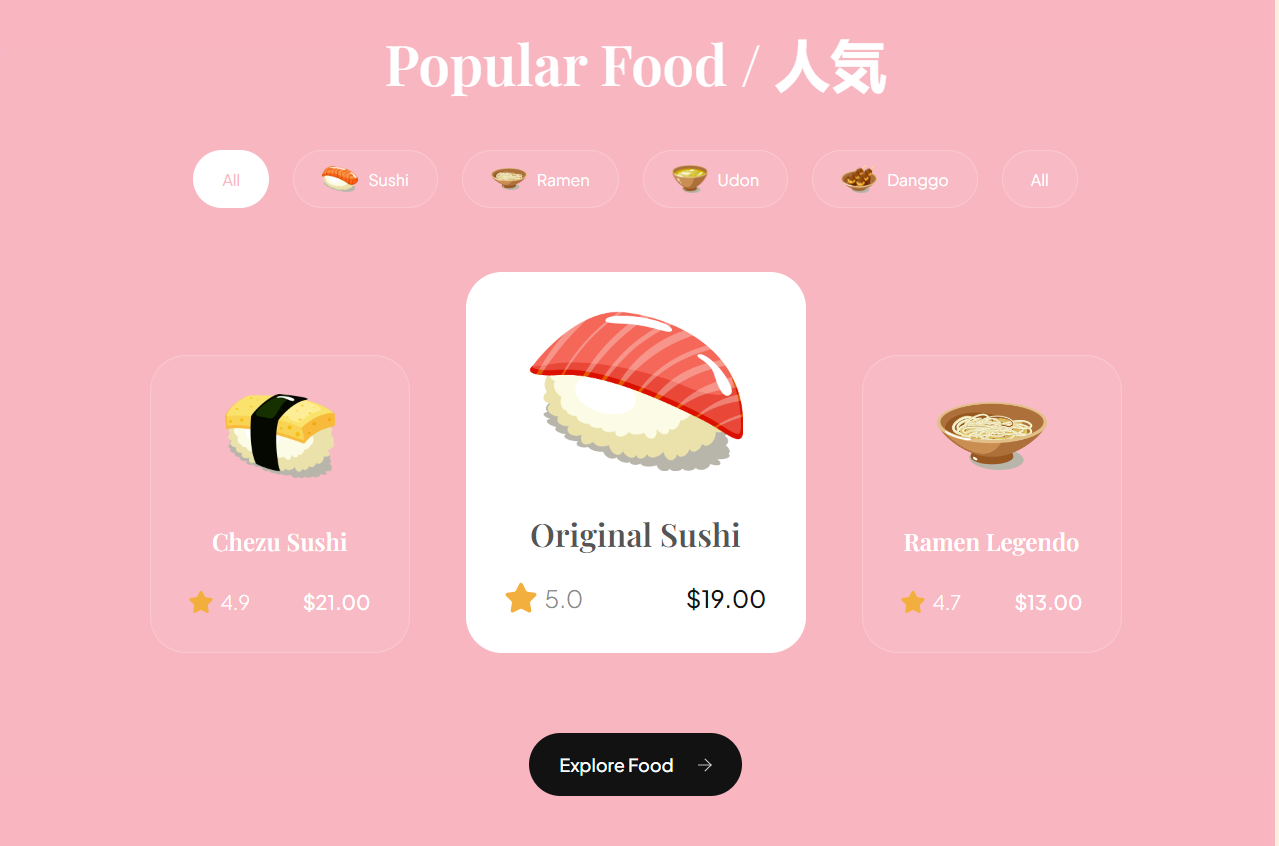 Popular Food / 人気
All
Sushi
Ramen
Udon
Danggo
All
Chezu Sushi
4.9
$21.00
Original Sushi
5.0
$19.00
Ramen Legendo
4.7
$13.00
Explore Food